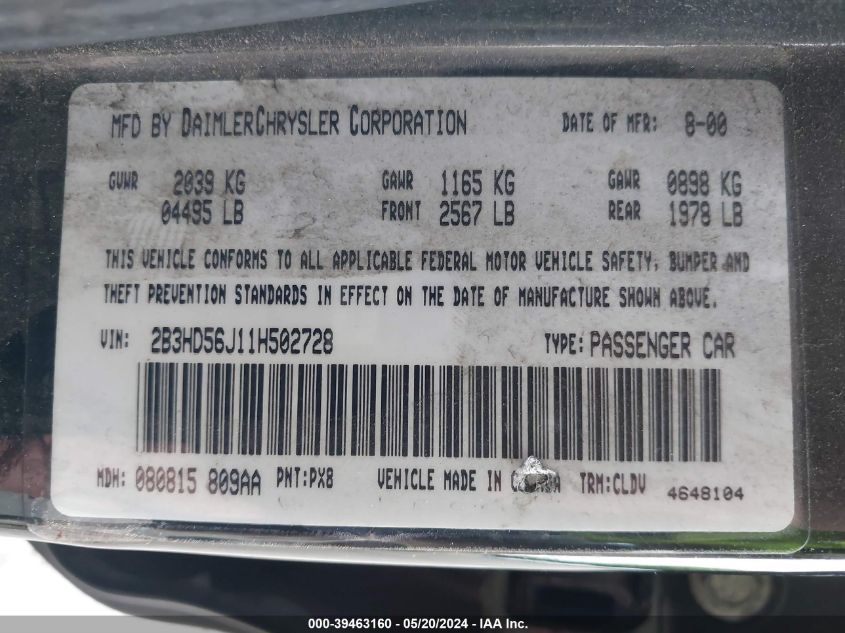 MFD BY DAIMLERCHRYSLER CORPORATION DATE OF MFR: 8-00
GVWR 2039 KG GAWR 1165 KG GAWR 0898 KG
04495 LB FRONT 2567 LB REAR 1978 LB
THIS VEHICLE CONFORMS TO ALL APPLICABLE FEDERAL MOTOR VEHICLE SAFETY, BUMPER AND
THEFT PREVENTION STANDARDS IN EFFECT ON THE DATE OF MANUFACTURE SHOWN ABOVE.
VIN: 2B3HD56J11H502728 TYPE: PASSENGER CAR
MDH: 080815 809AA PNT:PX8 VEHICLE MADE IN TRM:CLDV 4648104
000-39463160 - 05/20/2024 - IAA Inc.